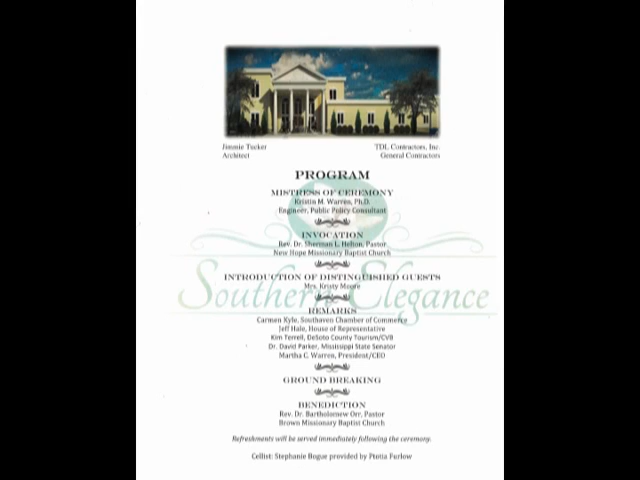 Jimmie Tucker
Architect
TDL Contractors, Inc.
General Contractors
PROGRAM
MISTRESS OF CEREMONY
Kristin M. Warren, Ph.D.
Engineer, Public Policy Consultant
INVOCATION
Rev. Dr. Sherman L. Helton, Pastor
New Hope Missionary Baptist Church
INTRODUCTION OF DISTINGUISHED GUESTS
Mrs. Kristy Moore
Southern Elegance
REMARKS
Carmen Kyle, Southaven Chamber of Commerce
Jeff Hale, House of Representative
Kim Terrell, DeSoto County Tourism/CVB
Dr. David Parker, Mississippi State Senator
Martha C. Warren, President/CEO
GROUND BREAKING
BENEDICTION
Rev. Dr. Bartholomew Orr, Pastor
Brown Missionary Baptist Church
Refreshments will be served immediately following the ceremony.
Cellist: Stephanie Bogue provided by Ptosia Furlow